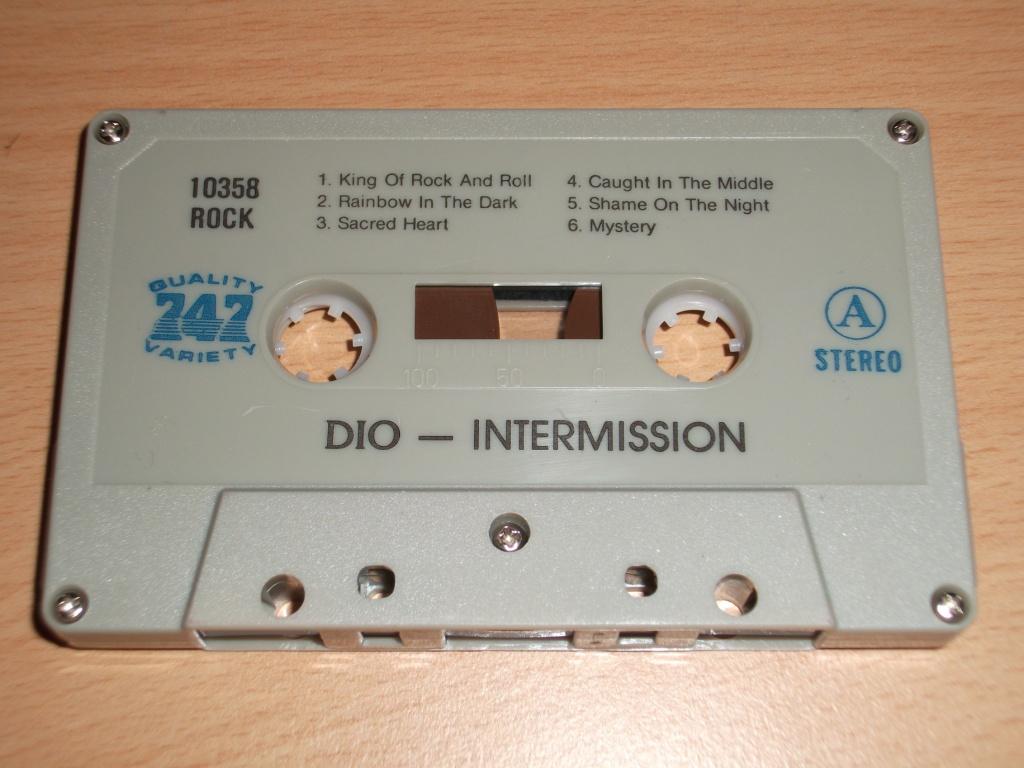 10358
ROCK
1. King Of Rock And Roll
2. Rainbow In The Dark
3. Sacred Heart
4. Caught In The Middle
5. Shame On The Night
6. Mystery
QUALITY
747
VARIETY
100 50 0
A
STEREO
DIO — INTERMISSION